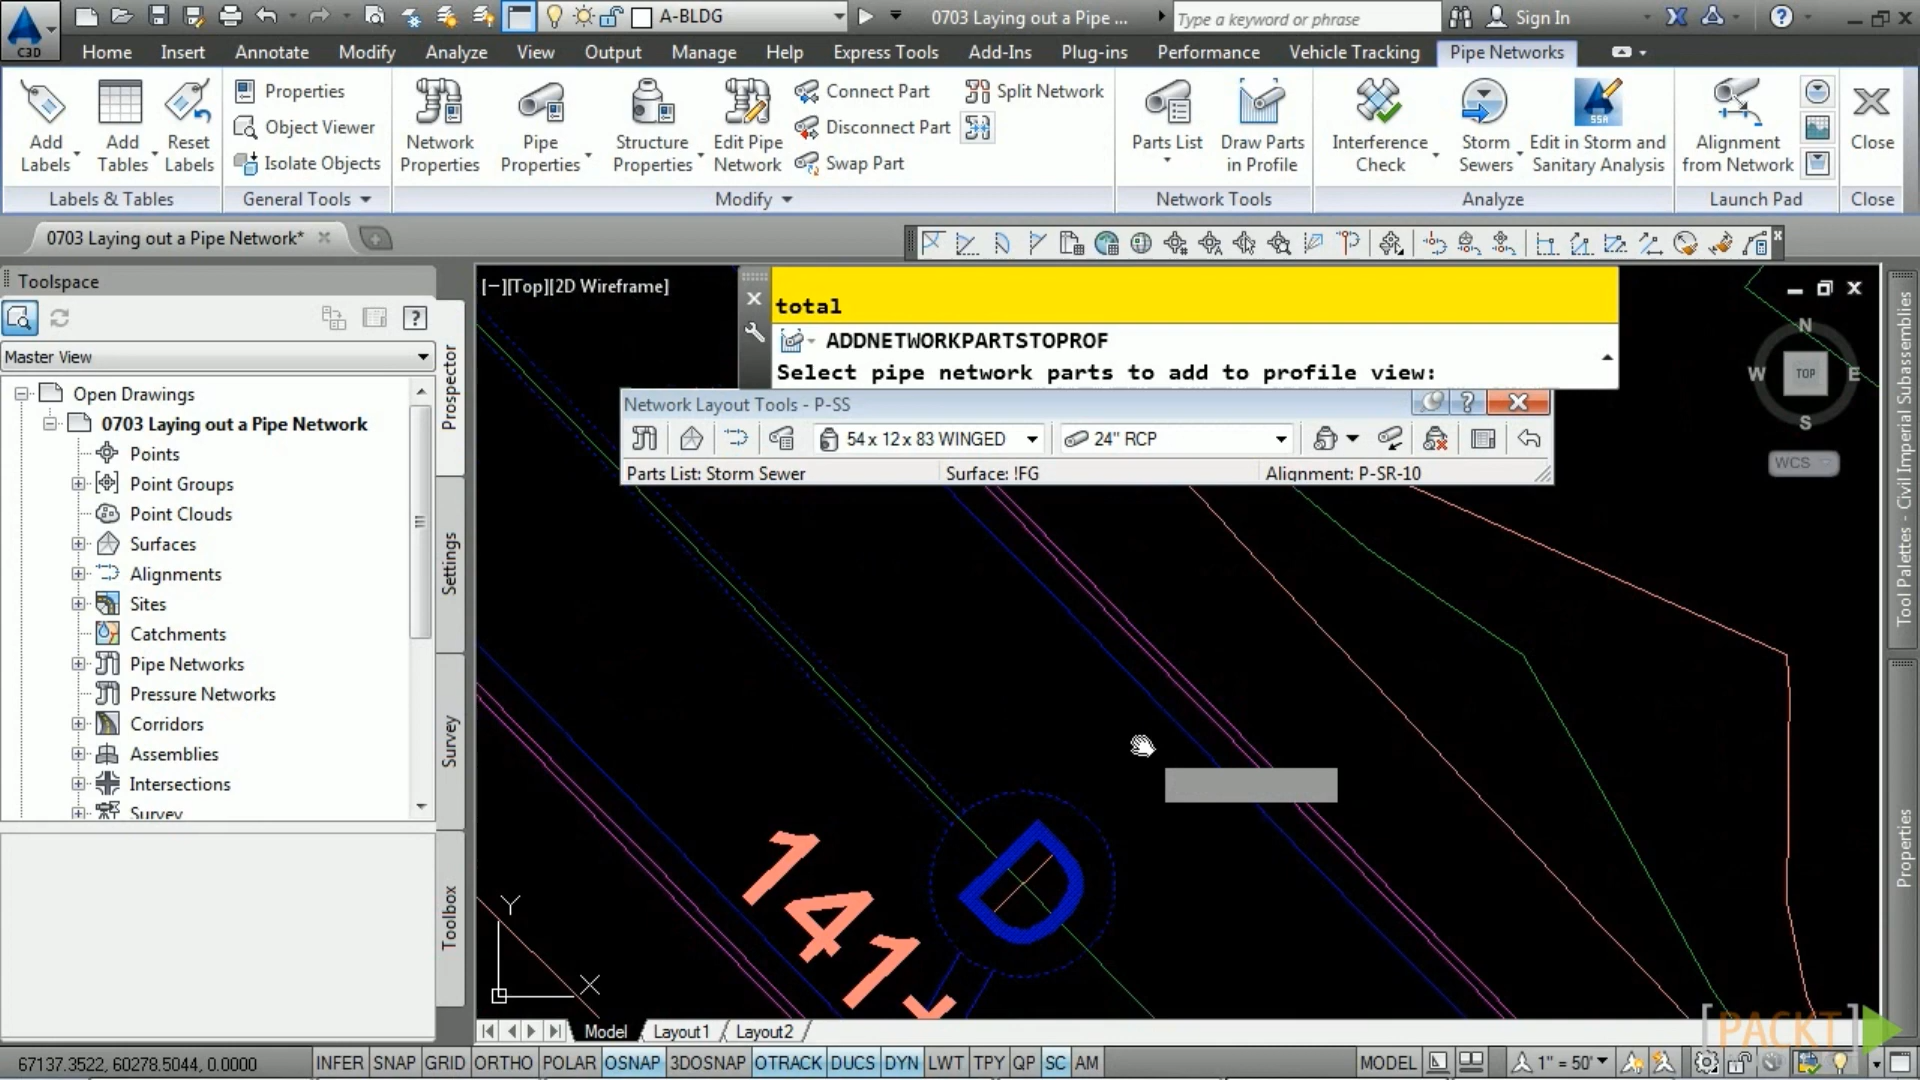 A-BLDG
0703 Laying out a Pipe ...
Type a keyword or phrase
Sign In
C3D
Home Insert Annotate Modify Analyze View Output Manage Help Express Tools Add-Ins Plug-ins Performance Vehicle Tracking Pipe Networks
Add Labels
Add Tables
Reset Labels
Labels & Tables
Properties
Object Viewer
Isolate Objects
General Tools
Network Properties
Pipe Properties
Structure Properties
Edit Pipe Network
Connect Part
Disconnect Part
Swap Part
Split Network
Modify
Parts List
Draw Parts in Profile
Network Tools
Interference Check
Storm Sewers
SSA
Edit in Storm and Sanitary Analysis
Analyze
Alignment from Network
Launch Pad
Close
Close
0703 Laying out a Pipe Network*
Toolspace
Master View
Open Drawings
0703 Laying out a Pipe Network
Points
Point Groups
Point Clouds
Surfaces
Alignments
Sites
Catchments
Pipe Networks
Pressure Networks
Corridors
Assemblies
Intersections
Survey
Prospector
Settings
Survey
Toolbox
[−][Top][2D Wireframe]
total
ADDNETWORKPARTSTOPROF
Select pipe network parts to add to profile view:
Network Layout Tools - P-SS
54 x 12 x 83 WINGED
24" RCP
Parts List: Storm Sewer
Surface: !FG
Alignment: P-SR-10
N
W TOP E
S
WCS
Tool Palettes - Civil Imperial Subassemblies
Properties
D
141+
Y
X
Model Layout1 Layout2
[PACKT]
67137.3522, 60278.5044, 0.0000
INFER SNAP GRID ORTHO POLAR OSNAP 3DOSNAP OTRACK DUCS DYN LWT TPY QP SC AM
MODEL
1" = 50'